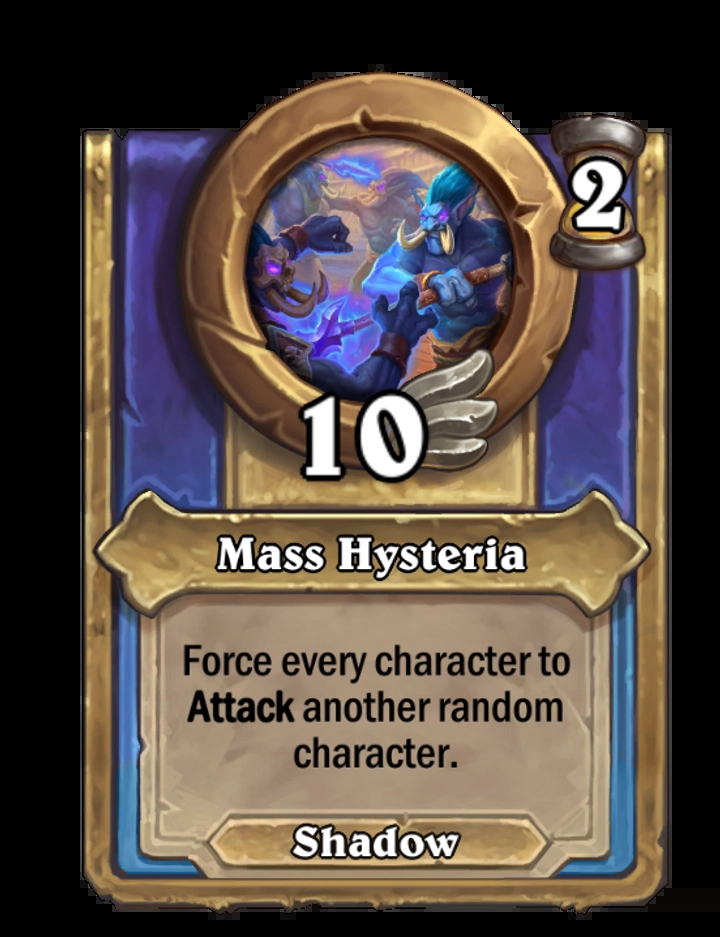 2
10
Mass Hysteria
Force every character to
Attack another random
character.
Shadow